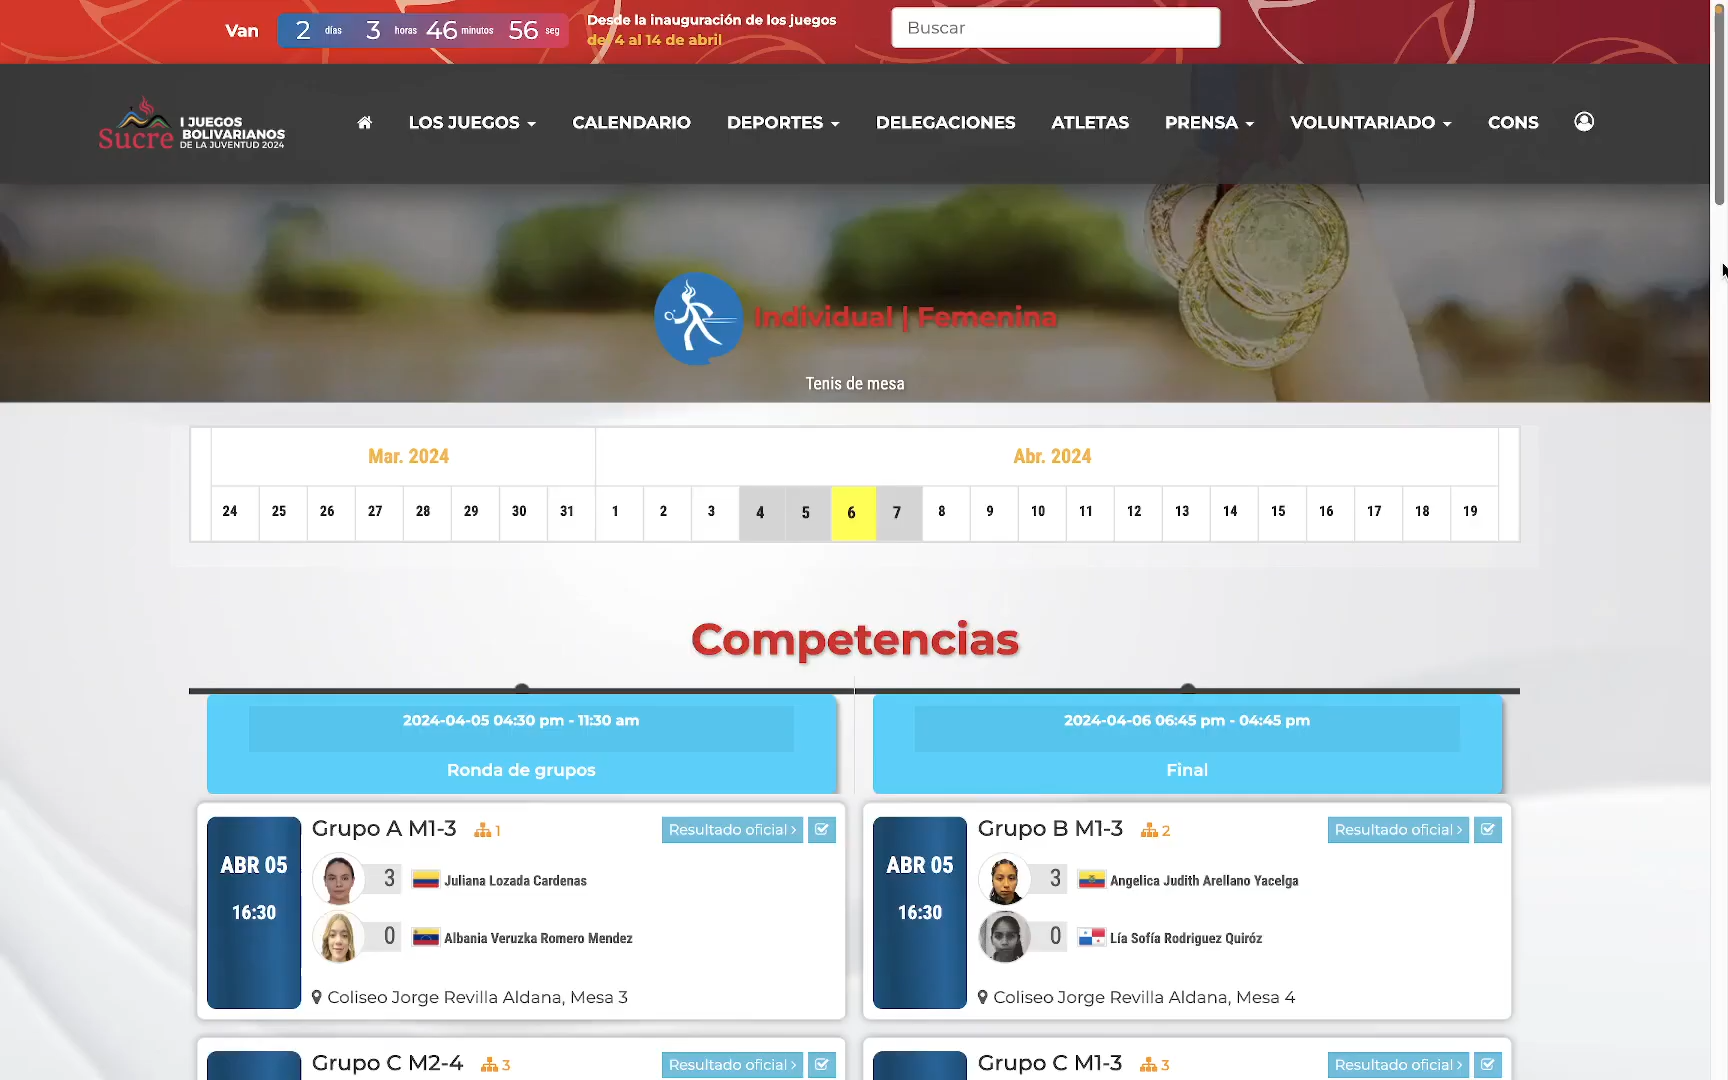 Van 2 días 3 horas 46 minutos 56 seg
Desde la inauguración de los juegos
del 4 al 14 de abril
Buscar
Sucre I JUEGOS BOLIVARIANOS DE LA JUVENTUD 2024
LOS JUEGOS CALENDARIO DEPORTES DELEGACIONES ATLETAS PRENSA VOLUNTARIADO CONS
Individual | Femenina
Tenis de mesa
Mar. 2024 Abr. 2024
24 25 26 27 28 29 30 31 1 2 3 4 5 6 7 8 9 10 11 12 13 14 15 16 17 18 19
Competencias
2024-04-05 04:30 pm - 11:30 am
Ronda de grupos
2024-04-06 06:45 pm - 04:45 pm
Final
Grupo A M1-3 1 Resultado oficial ›
ABR 05
16:30
3 Juliana Lozada Cardenas
0 Albania Veruzka Romero Mendez
Coliseo Jorge Revilla Aldana, Mesa 3
Grupo B M1-3 2 Resultado oficial ›
ABR 05
16:30
3 Angelica Judith Arellano Yacelga
0 Lía Sofía Rodriguez Quiróz
Coliseo Jorge Revilla Aldana, Mesa 4
Grupo C M2-4 3 Resultado oficial ›
Grupo C M1-3 3 Resultado oficial ›